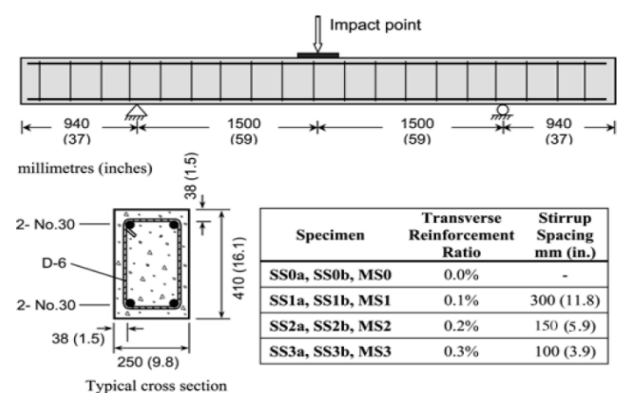 Impact point
940 1500 1500 940
(37) (59) (59) (37)
millimetres (inches)
38 (1.5)
2- No.30
D-6
2- No.30
410 (16.1)
38 (1.5)
250 (9.8)
Typical cross section
Specimen Transverse Reinforcement Ratio Stirrup Spacing mm (in.)
SS0a, SS0b, MS0 0.0% -
SS1a, SS1b, MS1 0.1% 300 (11.8)
SS2a, SS2b, MS2 0.2% 150 (5.9)
SS3a, SS3b, MS3 0.3% 100 (3.9)